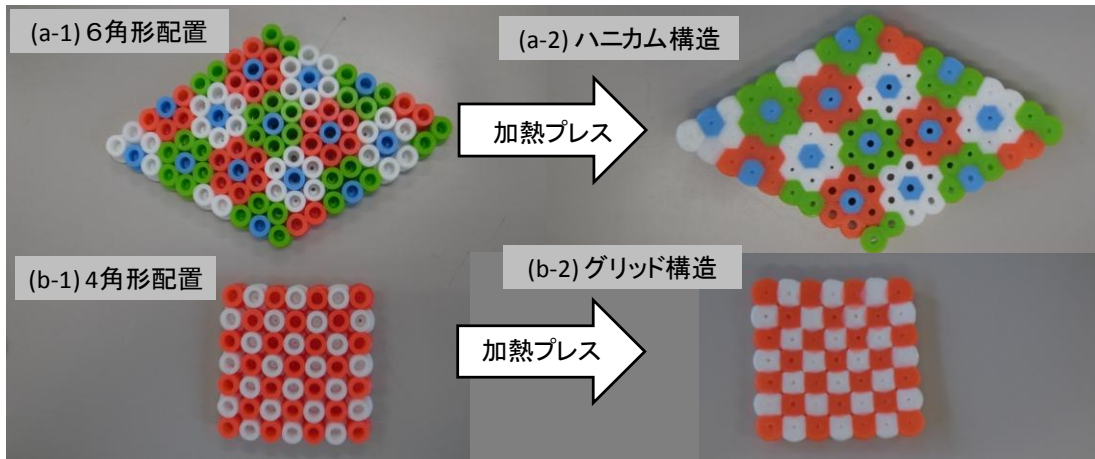 (a-1) ６角形配置
(a-2) ハニカム構造
加熱プレス
(b-1) 4角形配置
(b-2) グリッド構造
加熱プレス